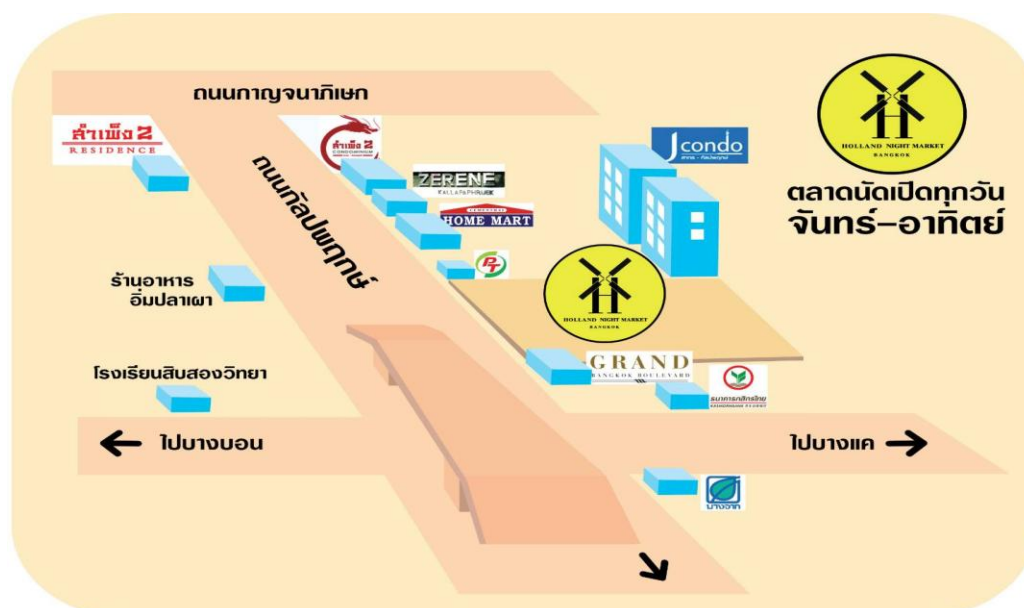 ถนนกาญจนาภิเษก
สำเพ็ง 2
RESIDENCE
สำเพ็ง 2
J condo
HOLLAND NIGHT MARKET
BANGKOK
ตลาดนัดเปิดทุกวัน
จันทร์-อาทิตย์
ZERENE
KALLAPAPHRUEK
HOME MART
ถนนกัลปพฤกษ์
PT
ร้านอาหาร
อิ่มปลาเผา
HOLLAND NIGHT MARKET
BANGKOK
GRAND
BANGKOK BOULEVARD
ธนาคารกสิกรไทย
โรงเรียนสิบสองวิทยา
ไปบางบอน
ไปบางแค
บางจาก